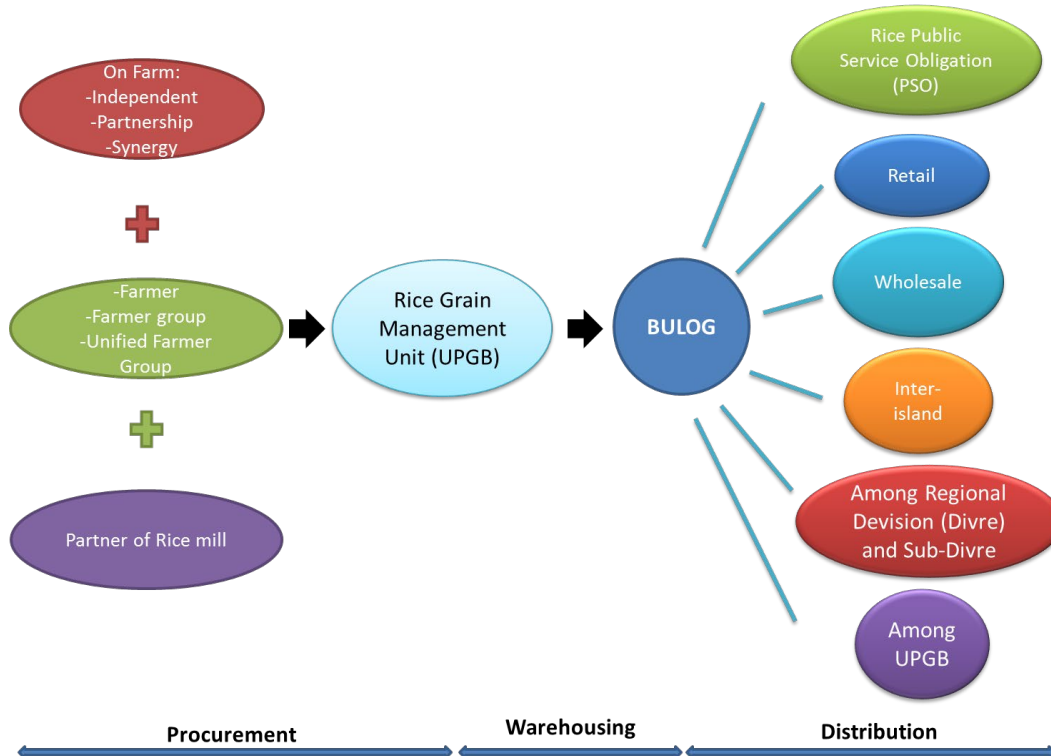 On Farm:
-Independent
-Partnership
-Synergy
-Farmer
-Farmer group
-Unified Farmer
Group
Partner of Rice mill
Rice Grain
Management
Unit (UPGB)
BULOG
Rice Public
Service Obligation
(PSO)
Retail
Wholesale
Inter-
island
Among Regional
Devision (Divre)
and Sub-Divre
Among
UPGB
Procurement
Warehousing
Distribution